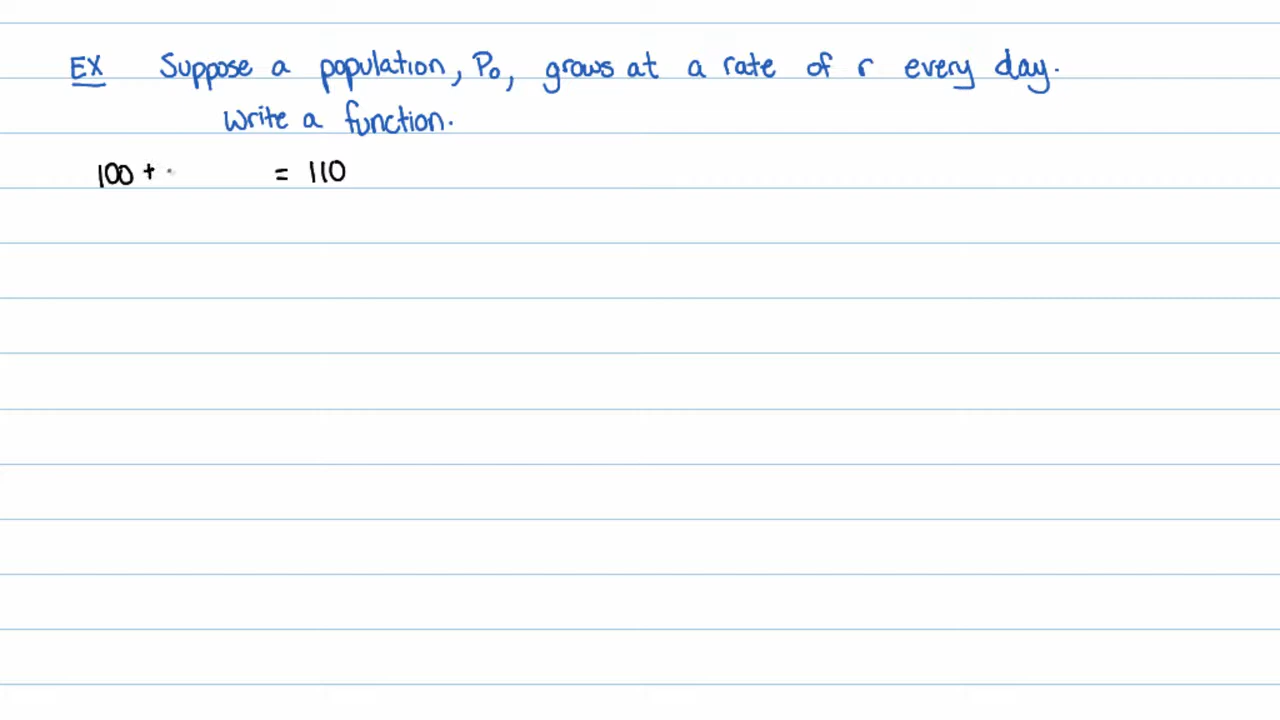 EX Suppose a population, P₀, grows at a rate of r every day.
Write a function.
100 + = 110